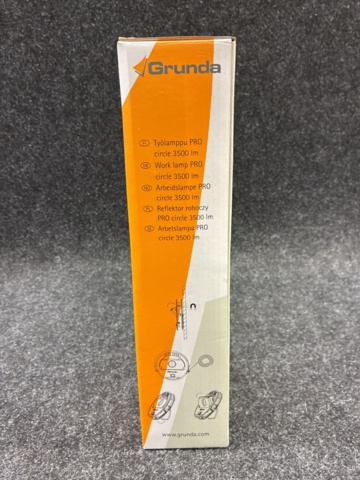 Grunda
FI Työlamppu PRO
circle 3500 lm
Work lamp PRO
circle 3500 lm
Arbeidslampe PRO
circle 3500 lm
Reflektor roboczy
PRO circle 3500 lm
Arbetslampa PRO
circle 3500 lm
www.grunda.com